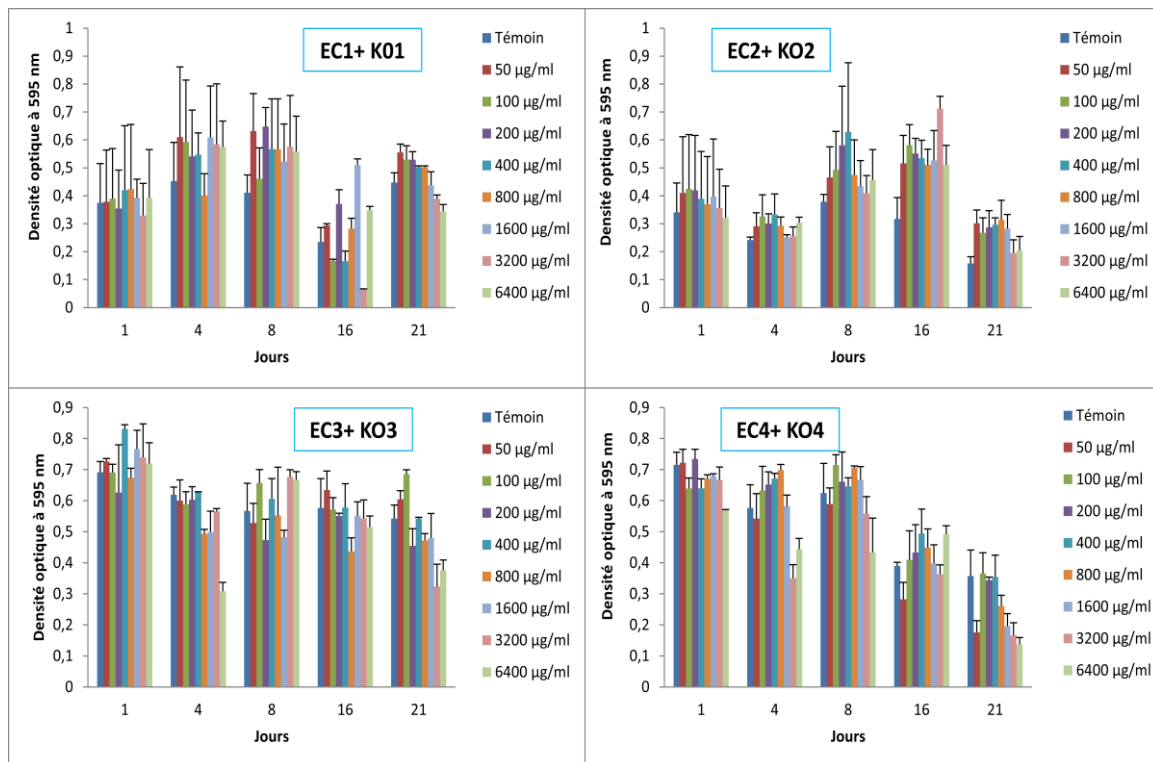 EC1+ K01
Densité optique à 595 nm
1
0,9
0,8
0,7
0,6
0,5
0,4
0,3
0,2
0,1
0
1 4 8 16 21
Jours
Témoin
50 µg/ml
100 µg/ml
200 µg/ml
400 µg/ml
800 µg/ml
1600 µg/ml
3200 µg/ml
6400 µg/ml
EC2+ KO2
Densité optique à 595 nm
1
0,9
0,8
0,7
0,6
0,5
0,4
0,3
0,2
0,1
0
1 4 8 16 21
Jours
Témoin
50 µg/ml
100 µg/ml
200 µg/ml
400 µg/ml
800 µg/ml
1600 µg/ml
3200 µg/ml
6400 µg/ml
EC3+ KO3
Densité optique à 595 nm
0,9
0,8
0,7
0,6
0,5
0,4
0,3
0,2
0,1
0
1 4 8 16 21
Jours
Témoin
50 µg/ml
100 µg/ml
200 µg/ml
400 µg/ml
800 µg/ml
1600 µg/ml
3200 µg/ml
6400 µg/ml
EC4+ KO4
Densité optique à 595 nm
0,9
0,8
0,7
0,6
0,5
0,4
0,3
0,2
0,1
0
1 4 8 16 21
Jours
Témoin
50 µg/ml
100 µg/ml
200 µg/ml
400 µg/ml
800 µg/ml
1600 µg/ml
3200 µg/ml
6400 µg/ml